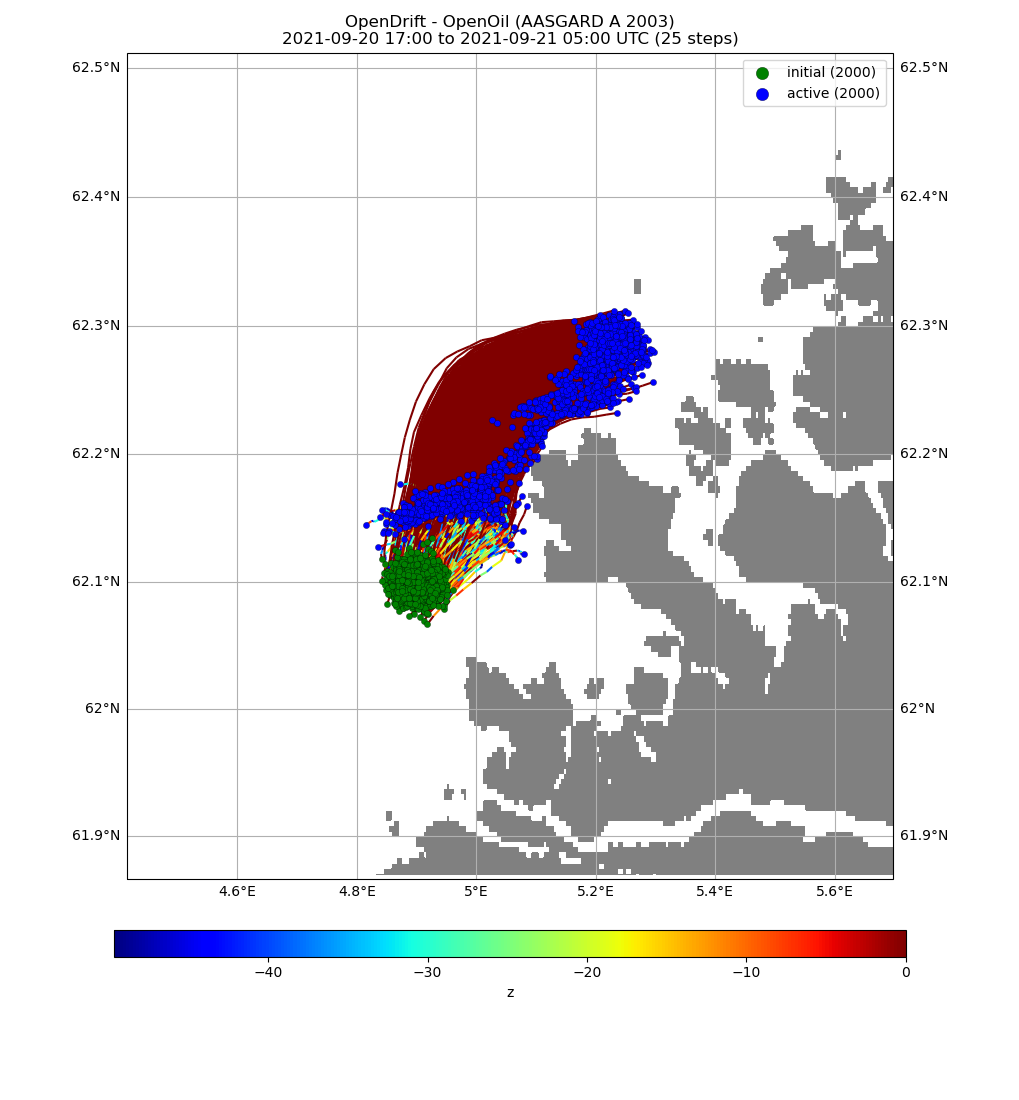 OpenDrift - OpenOil (AASGARD A 2003)
2021-09-20 17:00 to 2021-09-21 05:00 UTC (25 steps)
initial (2000)
active (2000)
62.5°N 62.5°N
62.4°N 62.4°N
62.3°N 62.3°N
62.2°N 62.2°N
62.1°N 62.1°N
62°N 62°N
61.9°N 61.9°N
4.6°E 4.8°E 5°E 5.2°E 5.4°E 5.6°E
−40 −30 −20 −10 0
z